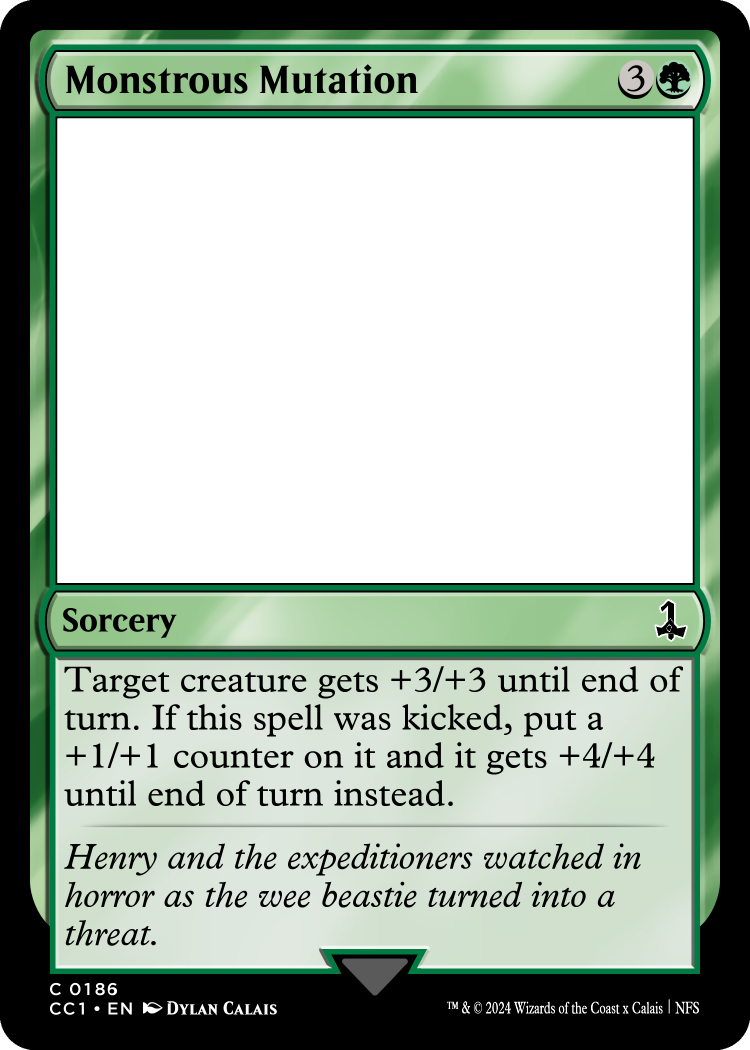 Monstrous Mutation 3
Sorcery
Target creature gets +3/+3 until end of
turn. If this spell was kicked, put a
+1/+1 counter on it and it gets +4/+4
until end of turn instead.
Henry and the expeditioners watched in
horror as the wee beastie turned into a
threat.
C 0186
CC1 • EN DYLAN CALAIS
™ & © 2024 Wizards of the Coast x Calais | NFS